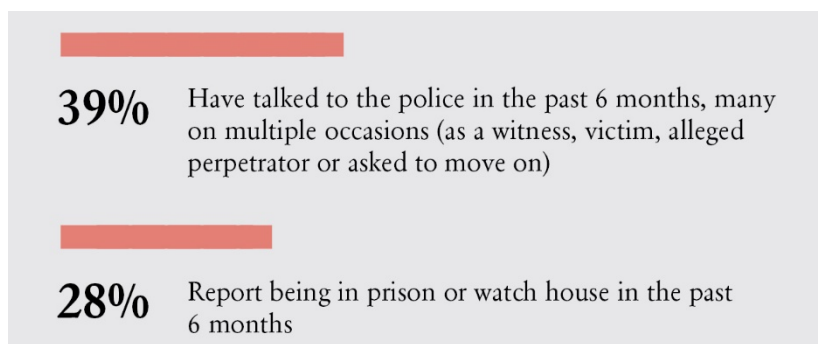 39%
Have talked to the police in the past 6 months, many
on multiple occasions (as a witness, victim, alleged
perpetrator or asked to move on)
28%
Report being in prison or watch house in the past
6 months